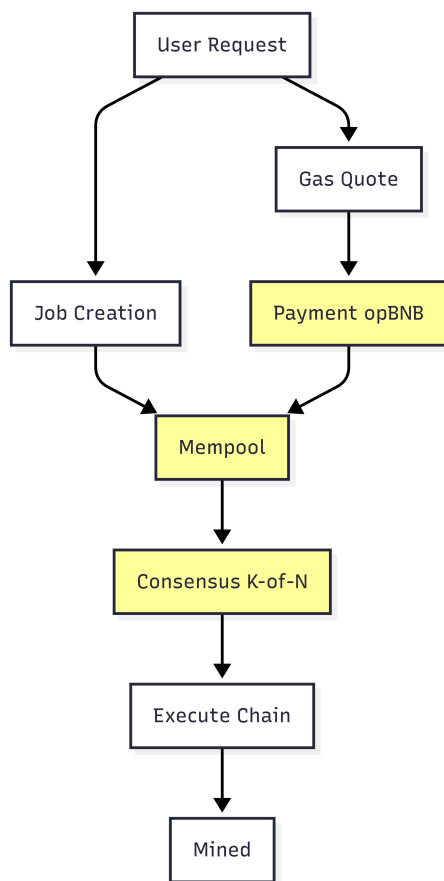 User Request
Gas Quote
Job Creation
Payment opBNB
Mempool
Consensus K-of-N
Execute Chain
Mined